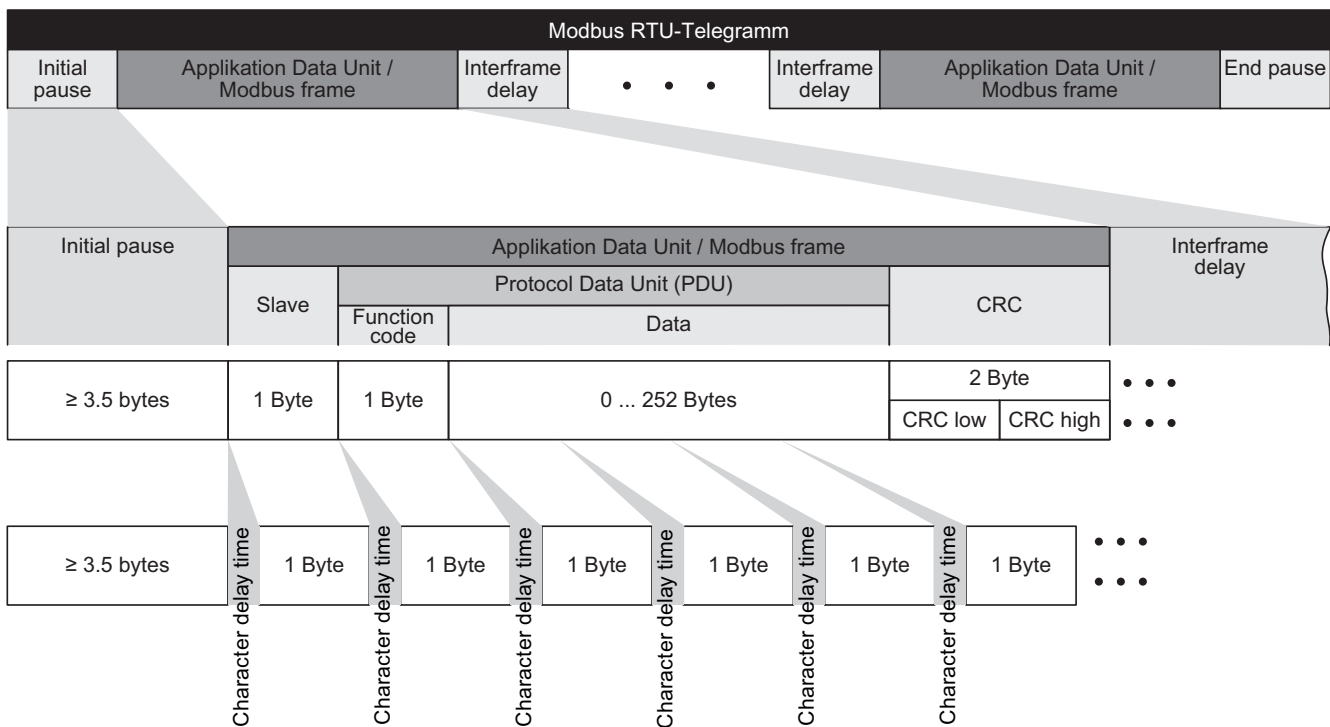 Modbus RTU-Telegramm
Initial
pause
Applikation Data Unit /
Modbus frame
Interframe
delay
• • •
Interframe
delay
Applikation Data Unit /
Modbus frame
End pause
Initial pause
Applikation Data Unit / Modbus frame
Interframe
delay
Slave
Protocol Data Unit (PDU)
CRC
Function
code
Data
≥ 3.5 bytes
1 Byte
1 Byte
0 ... 252 Bytes
2 Byte
• • •
CRC low
CRC high
• • •
≥ 3.5 bytes
Character delay time
1 Byte
Character delay time
1 Byte
Character delay time
1 Byte
Character delay time
1 Byte
Character delay time
1 Byte
Character delay time
1 Byte
• • •
• • •